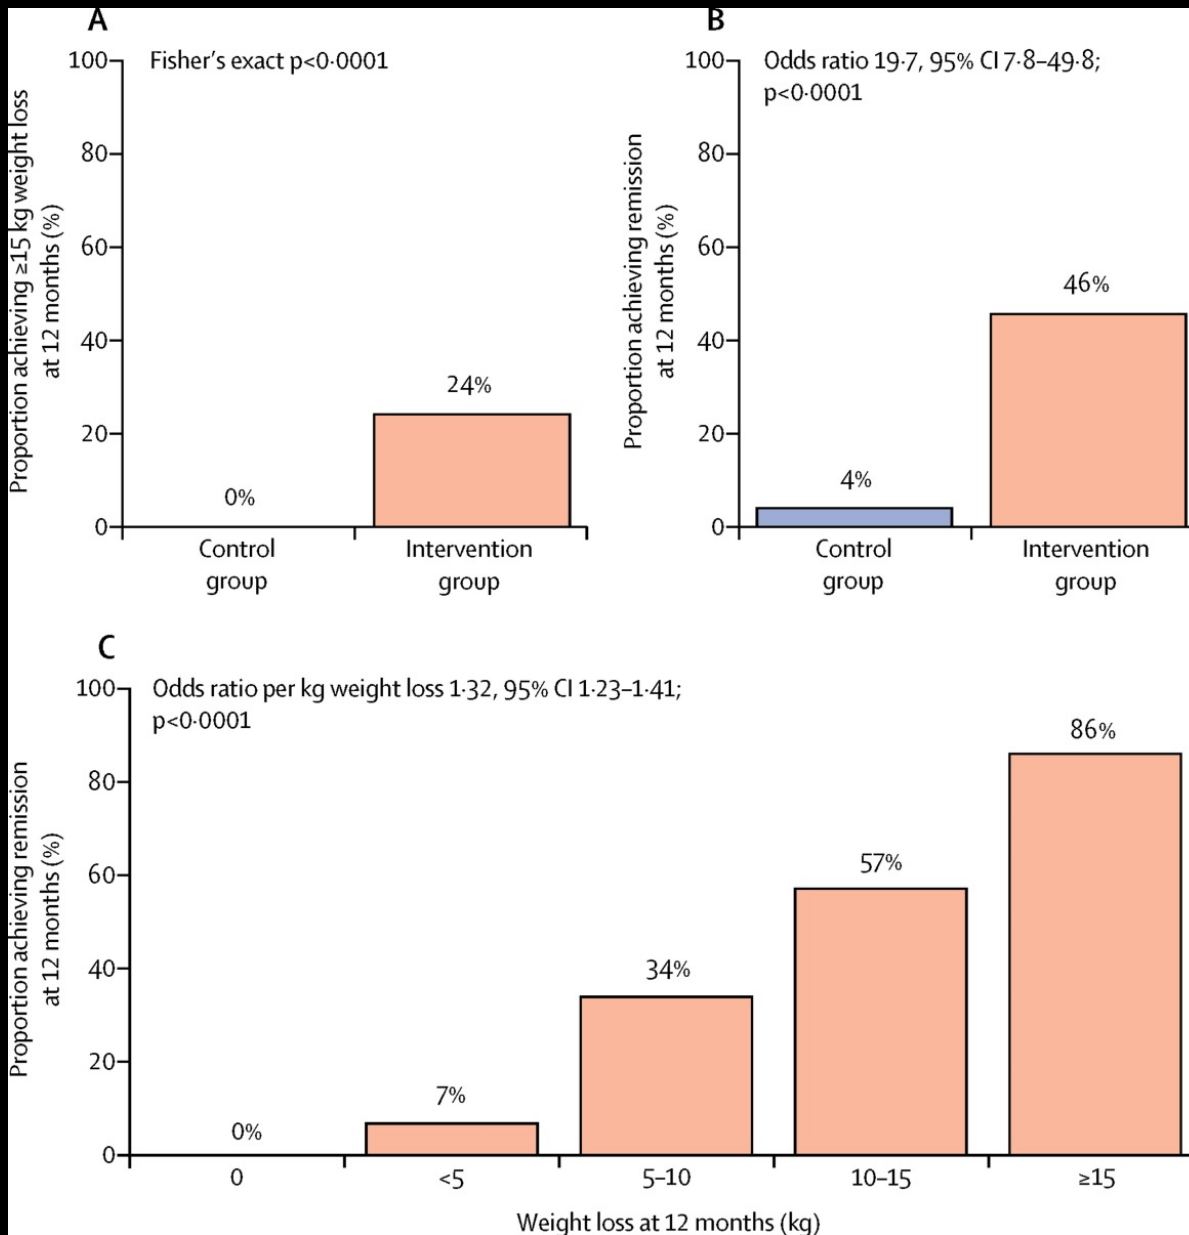 A
Proportion achieving ≥15 kg weight loss
at 12 months (%)
Fisher's exact p<0·0001
100
80
60
40
20
0
0%
24%
Control
group
Intervention
group
B
Proportion achieving remission
at 12 months (%)
Odds ratio 19·7, 95% CI 7·8–49·8;
p<0·0001
100
80
60
40
20
0
4%
46%
Control
group
Intervention
group
C
Proportion achieving remission
at 12 months (%)
Odds ratio per kg weight loss 1·32, 95% CI 1·23–1·41;
p<0·0001
100
80
60
40
20
0
0%
7%
34%
57%
86%
0
<5
5–10
10–15
≥15
Weight loss at 12 months (kg)